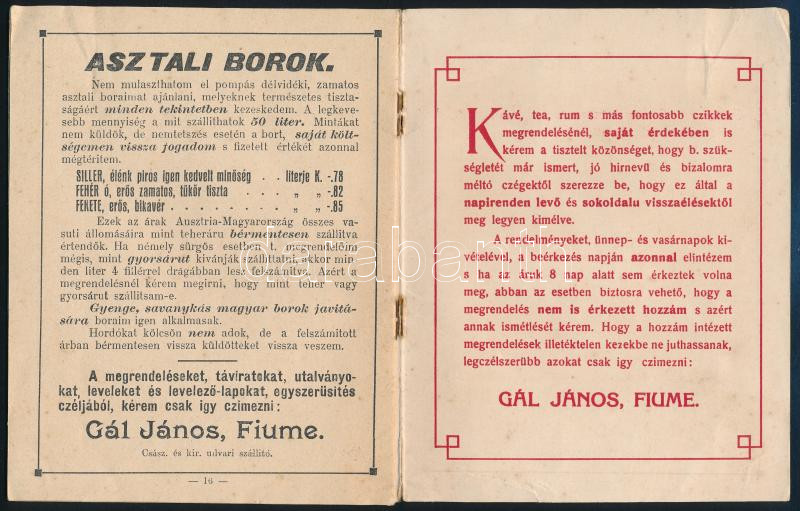 ASZTALI BOROK.
Nem mulaszthatom el pompás délvidéki, zamatos
asztali boraimat ajánlani, melyeknek természetes tiszta-
ságáért minden tekintetben kezeskedem. A legkeve-
sebb mennyiség a mit szállithatok 50 liter. Mintákat
nem küldök, de nemtetszés esetén a bort, saját költ-
ségemen vissza fogadom s fizetett értékét azonnal
megtéritem.
SILLER, élénk piros igen kedvelt minőség . . literje K. -.78
FEHÉR ó, erős zamatos, tükör tiszta . . . . „ „ -.82
FEKETE, erős, bikavér . . . . . . . . „ „ -.85
Ezek az árak Ausztria-Magyarország összes va-
suti állomásaira mint teheráru bérmentesen szállitva
értendők. Ha némely sürgös esetben t. megrendelőim
mégis, mint gyorsárut kivánják szállittatni, akkor min-
den liter 4 fillérrel drágábban lesz felszámitva. Azért a
megrendelésnél kérem megirni, hogy mint teher vagy
gyorsárut szállitsam-e.
Gyenge, savanykás magyar borok javitá-
sára boraim igen alkalmasak.
Hordókat kölcsön nem adok, de a felszámitott
árban bérmentesen vissza küldötteket vissza veszem.
A megrendeléseket, táviratokat, utalványo-
kat, leveleket és levelező-lapokat, egyszerüsités
czéljából, kérem csak igy czimezni:
Gál János, Fiume.
Csász. és kir. udvari szállitó.
— 16 —
Kávé, tea, rum s más fontosabb czikkek
megrendelésénél, saját érdekében is
kérem a tisztelt közönséget, hogy b. szük-
ségletét már ismert, jó hirnevü és bizalomra
méltó czégektől szerezze be, hogy ez által a
napirenden levő és sokoldalu visszaélésektől
meg legyen kimélve.
A rendelményeket, ünnep- és vasárnapok ki-
vételével, a beérkezés napján azonnal elintézem
s ha az áruk 8 nap alatt sem érkeztek volna
meg, abban az esetben biztosra vehető, hogy a
megrendelés nem is érkezett hozzám s azért
annak ismétlését kérem. Hogy a hozzám intézett
megrendelések illetéktelen kezekbe ne juthassanak,
legczélszerübb azokat csak igy czimezni:
GÁL JÁNOS, FIUME.
darabanth